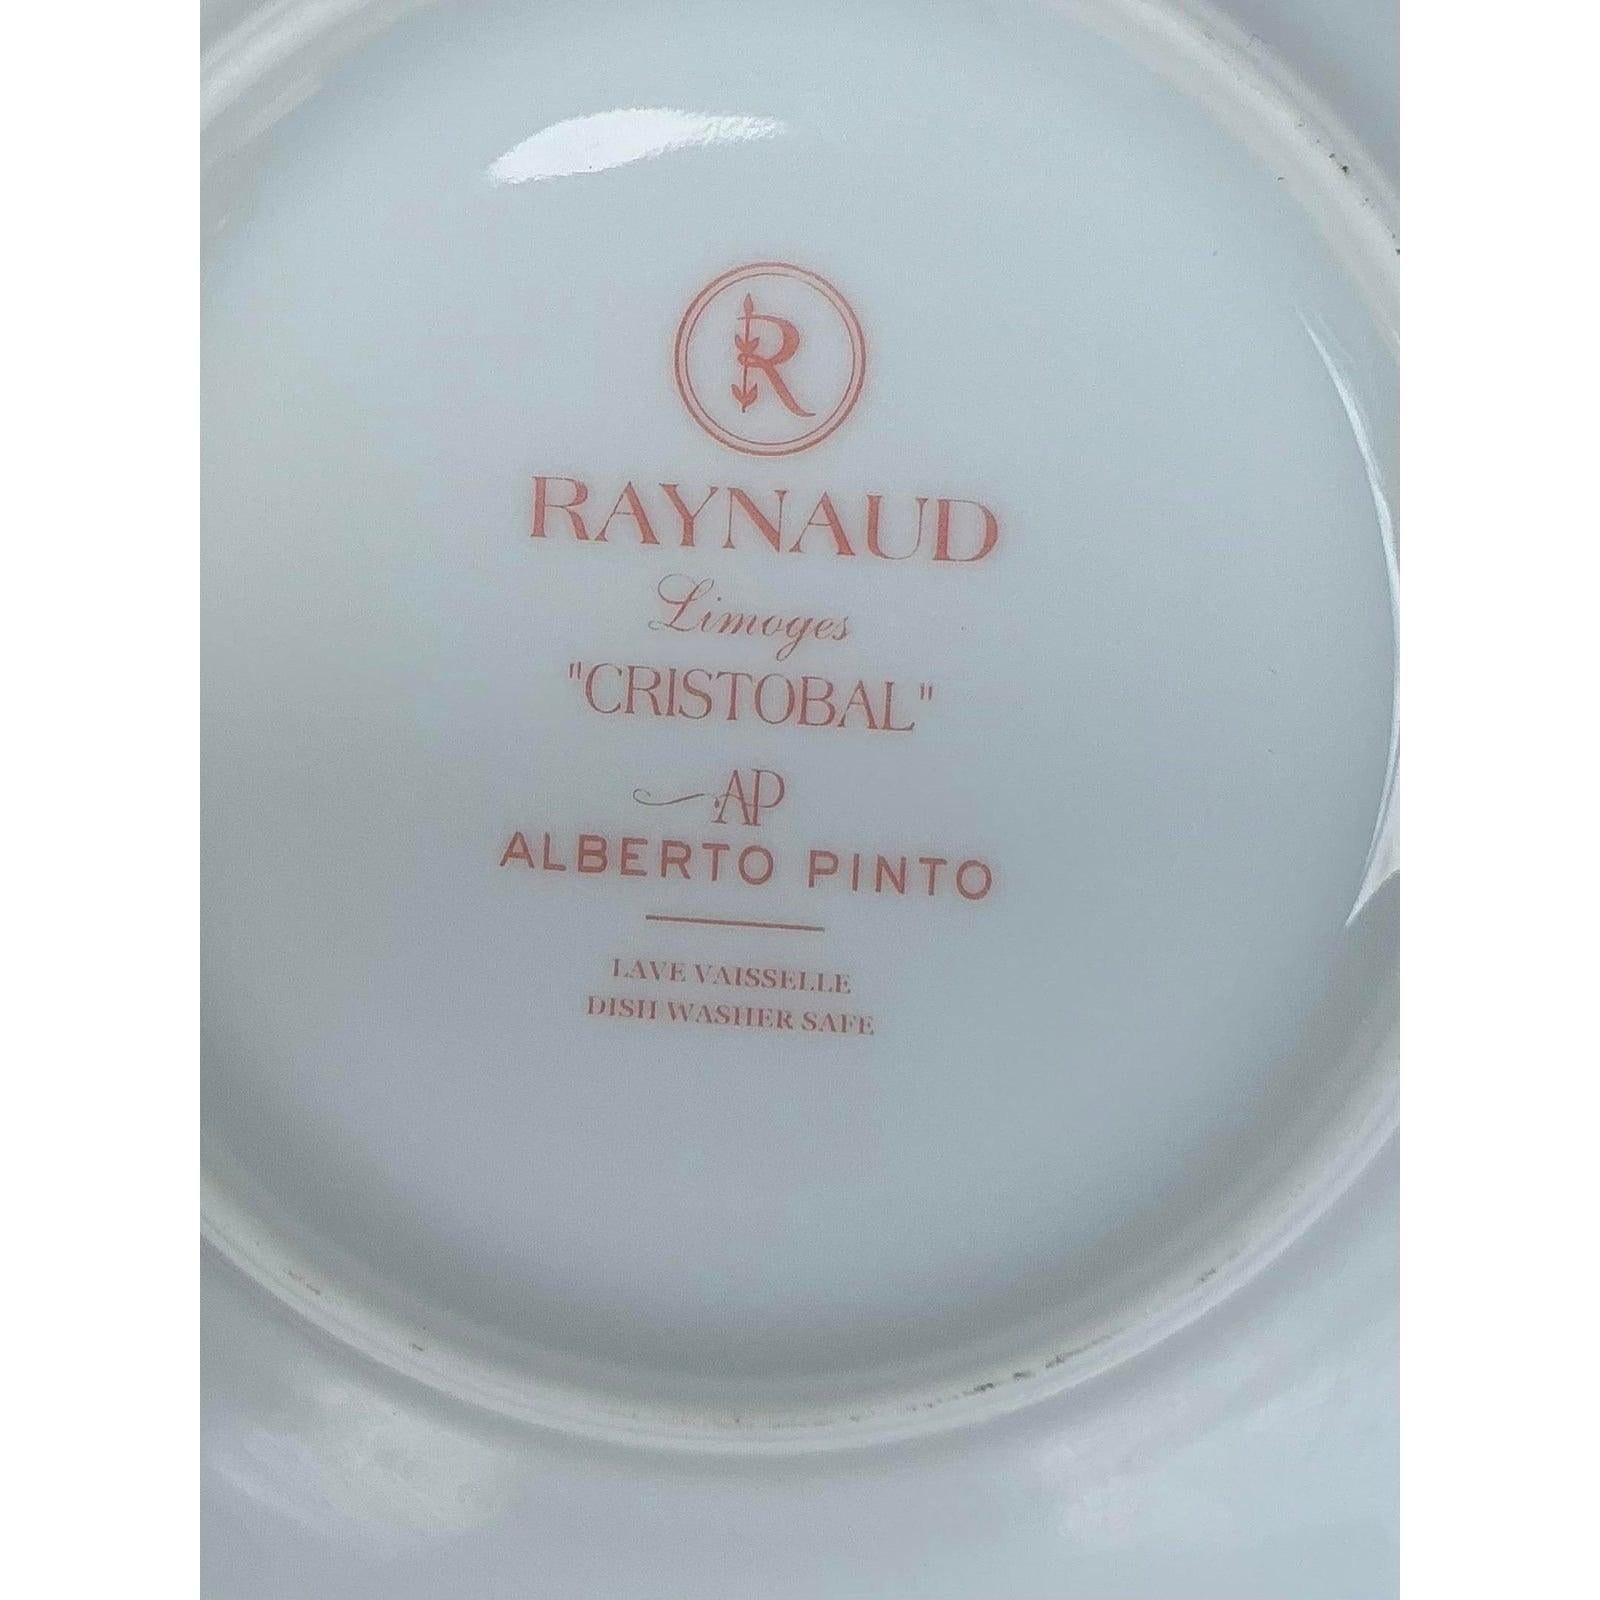 R
RAYNAUD
Limoges
"CRISTOBAL"
AP
ALBERTO PINTO
LAVE VAISSELLE
DISH WASHER SAFE